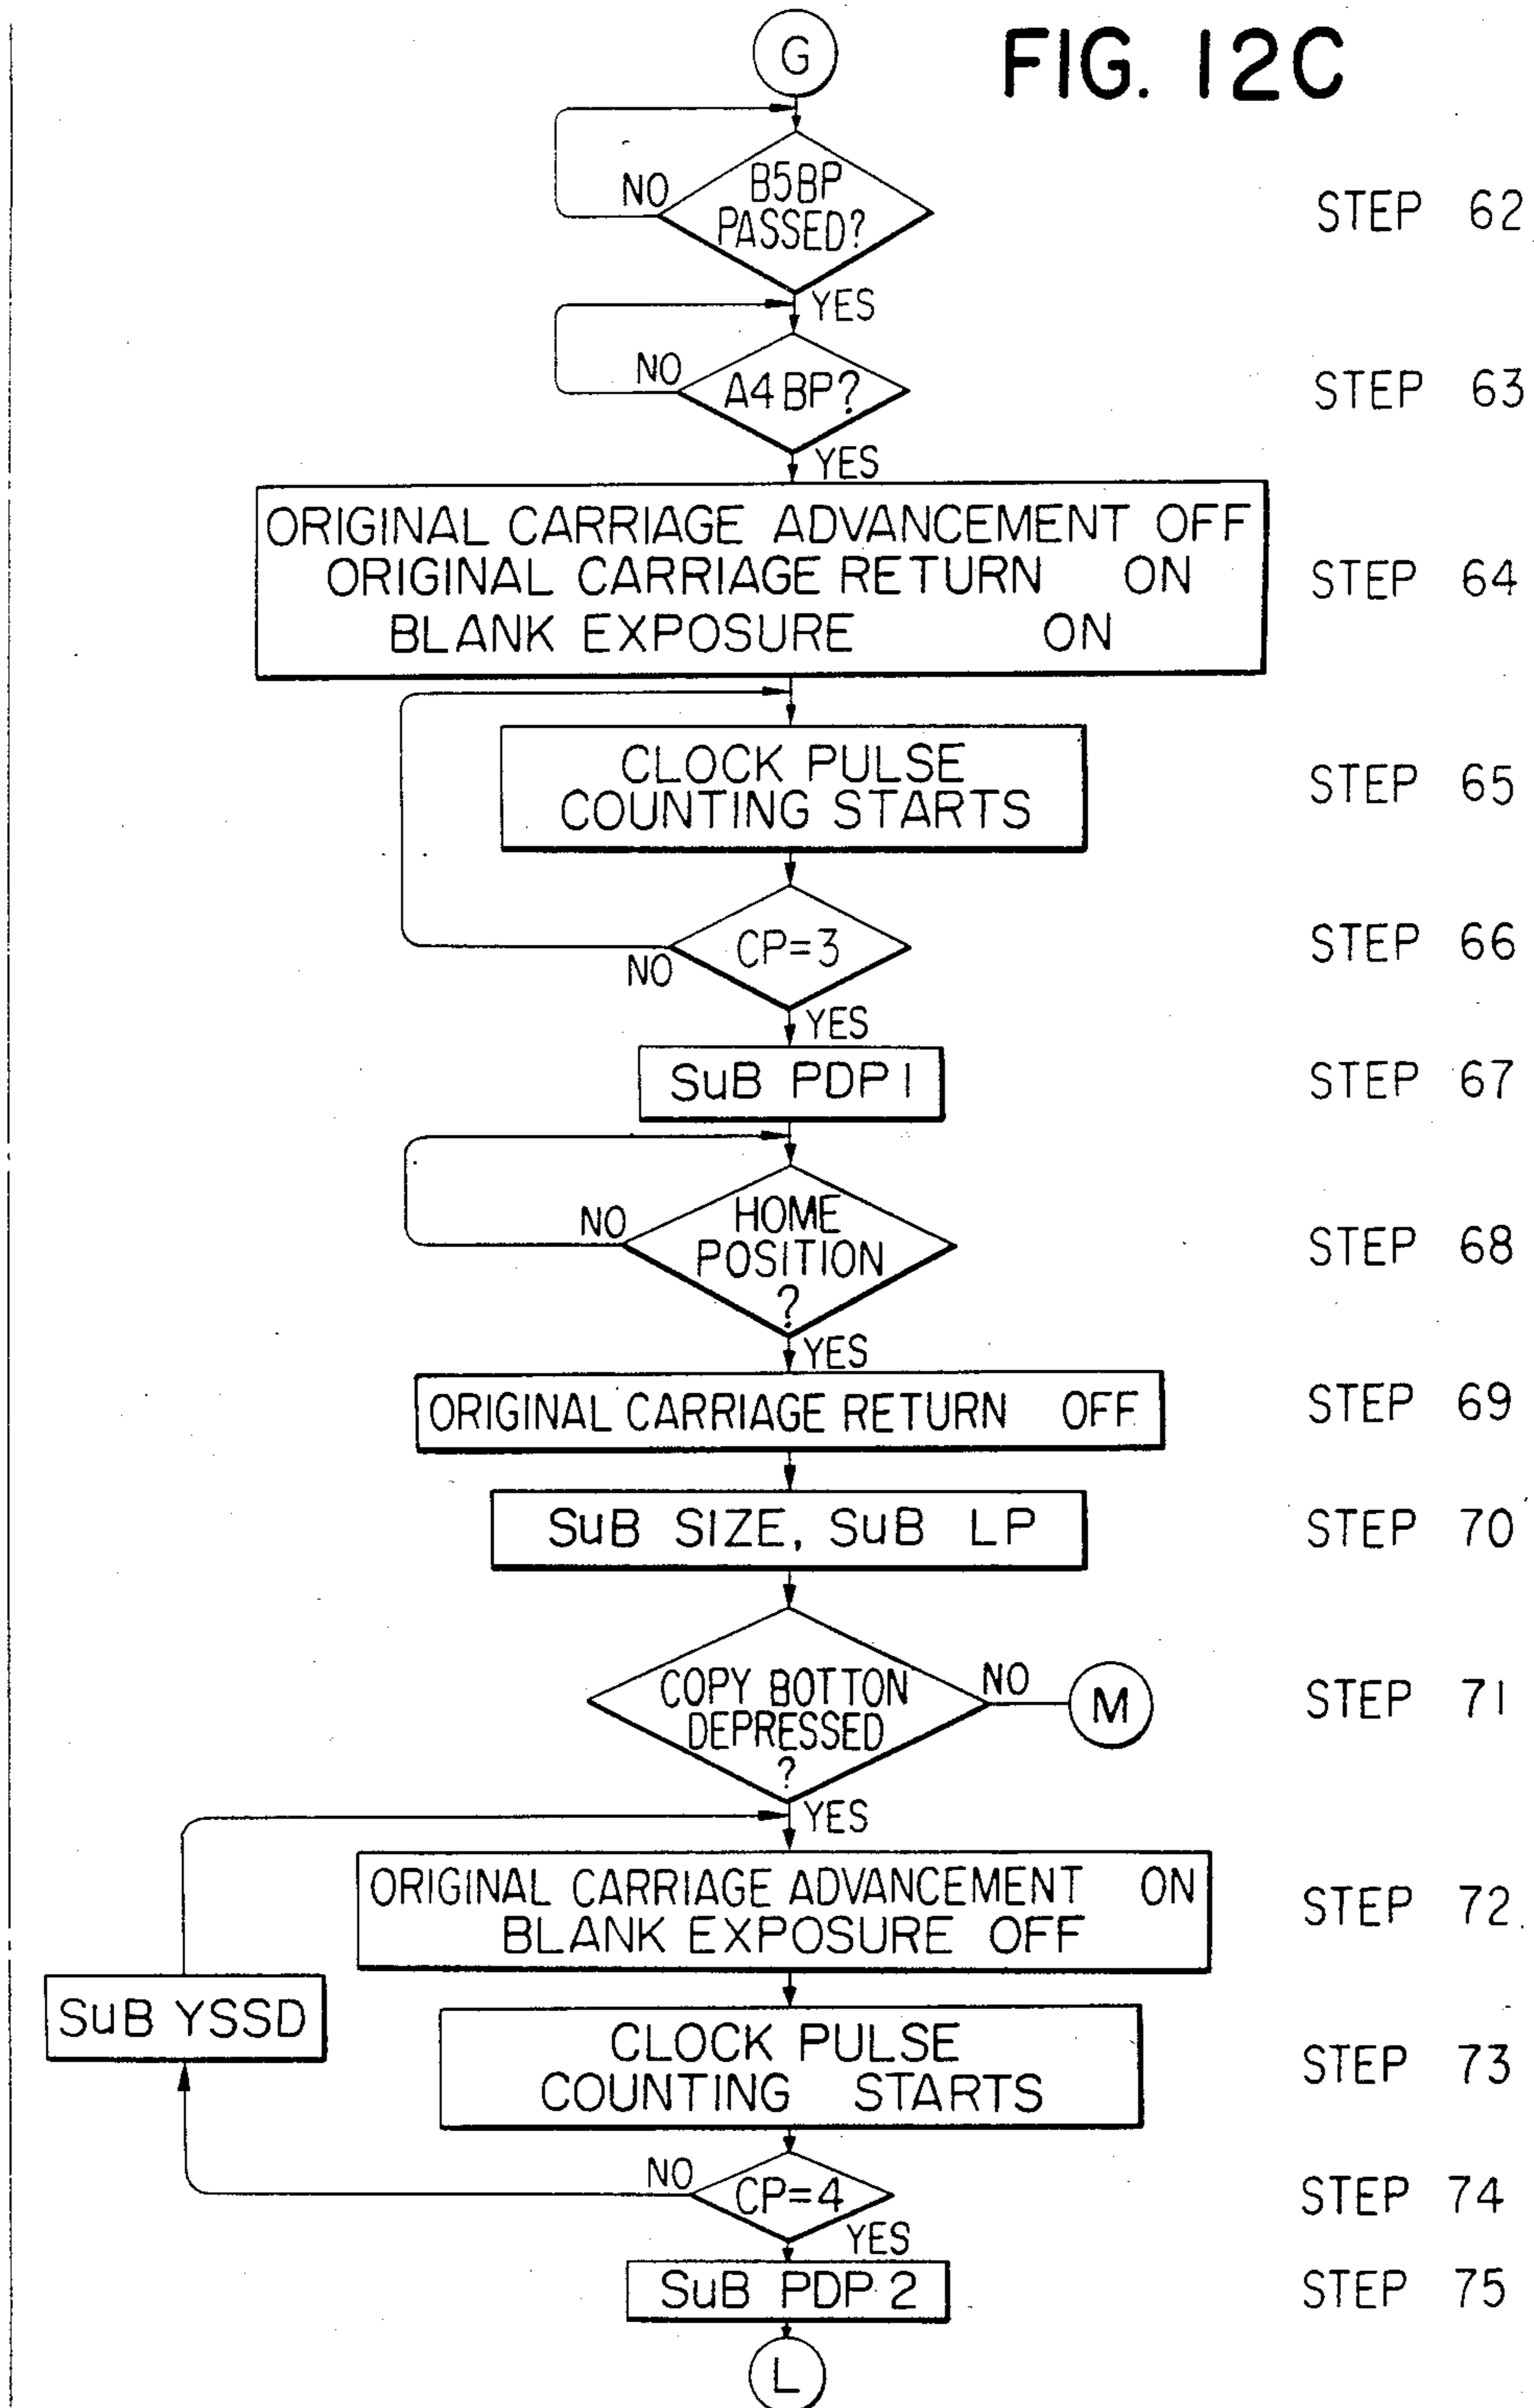 FIG. 12C
G
B5BP
PASSED?
NO
YES
STEP 62
A4BP?
NO
YES
STEP 63
ORIGINAL CARRIAGE ADVANCEMENT OFF
ORIGINAL CARRIAGE RETURN ON
BLANK EXPOSURE ON
STEP 64
CLOCK PULSE
COUNTING STARTS
STEP 65
CP=3
NO
YES
STEP 66
SuB PDP1
STEP 67
HOME
POSITION
?
NO
YES
STEP 68
ORIGINAL CARRIAGE RETURN OFF
STEP 69
SuB SIZE, SuB LP
STEP 70
COPY BOTTON
DEPRESSED
?
NO
M
YES
STEP 71
ORIGINAL CARRIAGE ADVANCEMENT ON
BLANK EXPOSURE OFF
STEP 72
SuB YSSD
CLOCK PULSE
COUNTING STARTS
STEP 73
NO
CP=4
YES
STEP 74
SuB PDP2
STEP 75
L